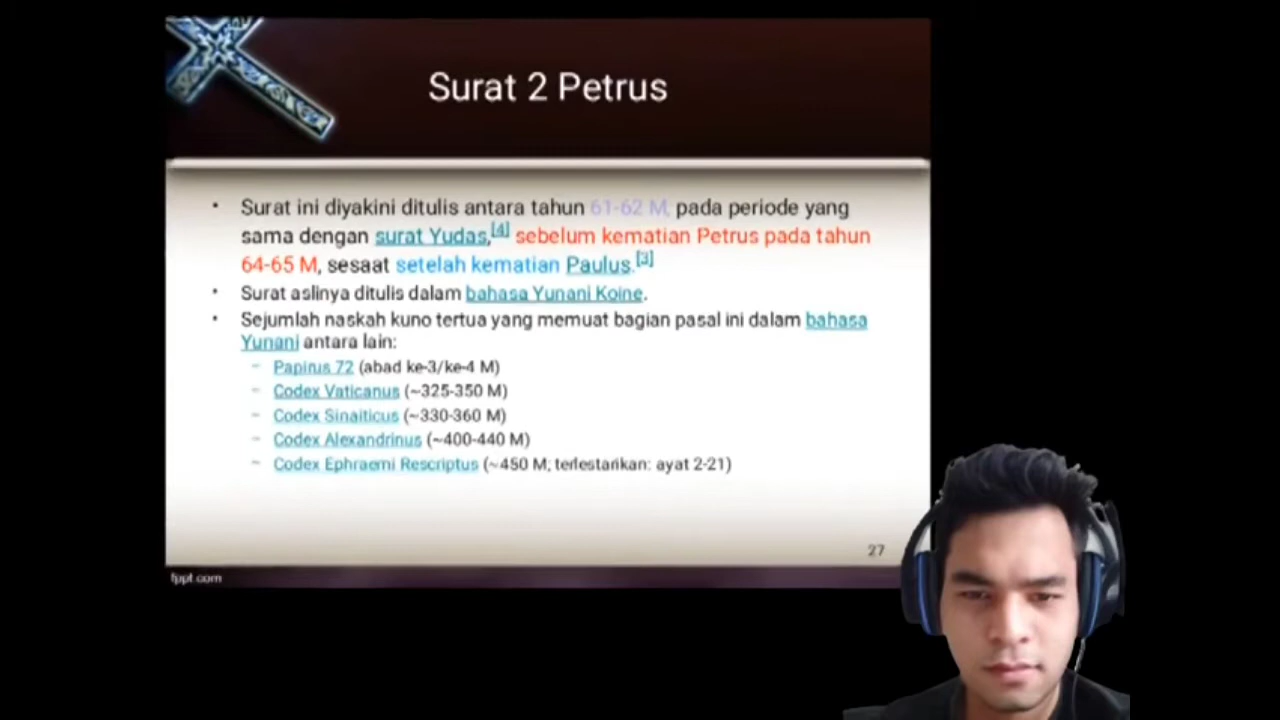 Surat 2 Petrus
• Surat ini diyakini ditulis antara tahun 61-62 M, pada periode yang
sama dengan surat Yudas,[4] sebelum kematian Petrus pada tahun
64-65 M, sesaat setelah kematian Paulus.[3]
• Surat aslinya ditulis dalam bahasa Yunani Koine.
• Sejumlah naskah kuno tertua yang memuat bagian pasal ini dalam bahasa
Yunani antara lain:
– Papirus 72 (abad ke-3/ke-4 M)
– Codex Vaticanus (~325-350 M)
– Codex Sinaiticus (~330-360 M)
– Codex Alexandrinus (~400-440 M)
– Codex Ephraemi Rescriptus (~450 M; terlestarikan: ayat 2-21)
27
fppt.com